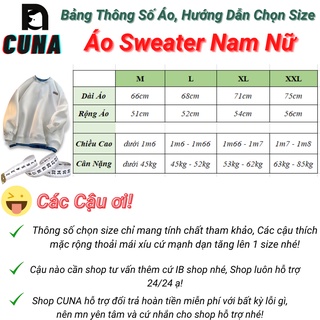 CUNA
Bảng Thông Số Áo, Hướng Dẫn Chọn Size
Áo Sweater Nam Nữ
M L XL XXL
Dài Áo 66cm 68cm 71cm 75cm
Rộng Áo 51cm 52cm 54cm 56cm
Chiều Cao dưới 1m6 1m6 - 1m66 1m66 - 1m7 1m7 - 1m8
Cân Nặng dưới 45kg 45kg - 52kg 53kg - 62kg 63kg - 85kg
Các Cậu ơi!
Thông số chọn size chỉ mang tính chất tham khảo, Các cậu thích
mặc rộng thoải mái xíu cứ mạnh dạn tăng lên 1 size nhé!
Cậu nào cần shop tư vấn thêm cứ IB shop nhé, Shop luôn hỗ trợ
24/24 ạ!
Shop CUNA hỗ trợ đổi trả hoàn tiền miễn phí với bất kỳ lỗi gì,
nên mn yên tâm và cứ nhắn cho shop hỗ trợ nhé!